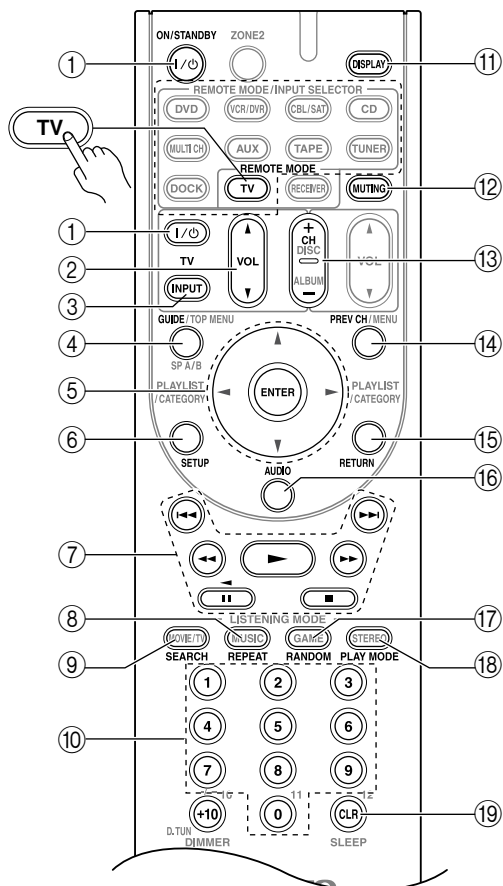 ON/STANDBY ZONE2
① I/⏻ DISPLAY ⑪
REMOTE MODE/INPUT SELECTOR
DVD VCR/DVR CBL/SAT CD
TV
MULTI CH AUX TAPE TUNER
REMOTE MODE
DOCK TV RECEIVER MUTING ⑫
① I/⏻ + CH DISC
② TV VOL ⑬ VOL
③ INPUT ALBUM −
GUIDE/TOP MENU PREV CH/MENU
④ ⑭
SP A/B
PLAYLIST PLAYLIST
⑤ /CATEGORY ENTER /CATEGORY
⑥ ⑮
SETUP AUDIO RETURN
⑯
⑦
LISTENING MODE
⑧ ⑰
⑨ MOVIE/TV MUSIC GAME STEREO ⑱
SEARCH REPEAT RANDOM PLAY MODE
1 2 3
⑩ 4 5 6
7 8 9
10 11 12
+10 0 CLR ⑲
D.TUN
DIMMER SLEEP